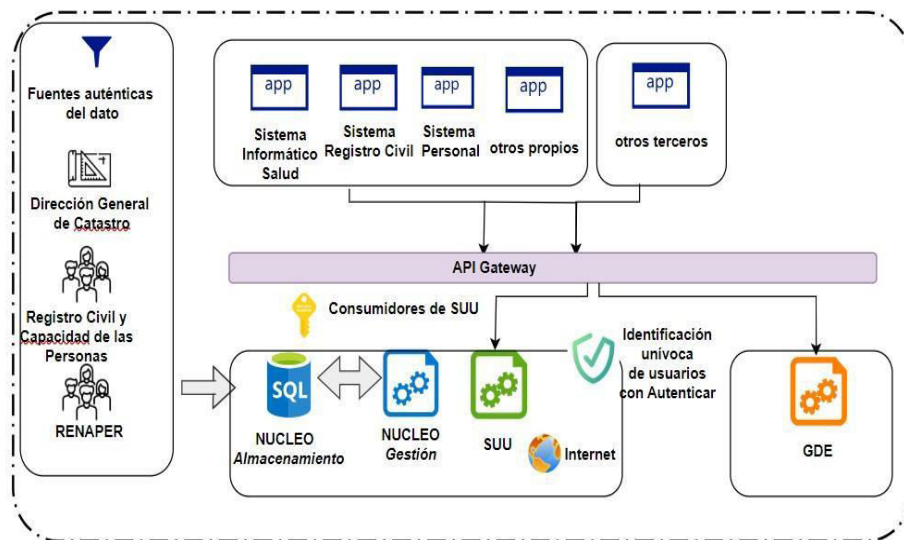 Fuentes auténticas
del dato
Dirección General
de Catastro
Registro Civil y
Capacidad de las
Personas
RENAPER
app
Sistema
Informático
Salud
app
Sistema
Registro Civil
app
Sistema
Personal
app
otros propios
app
otros terceros
API Gateway
Consumidores de SUU
Identificación
unívoca
de usuarios
con Autenticar
SQL
NUCLEO
Almacenamiento
NUCLEO
Gestión
SUU
Internet
GDE